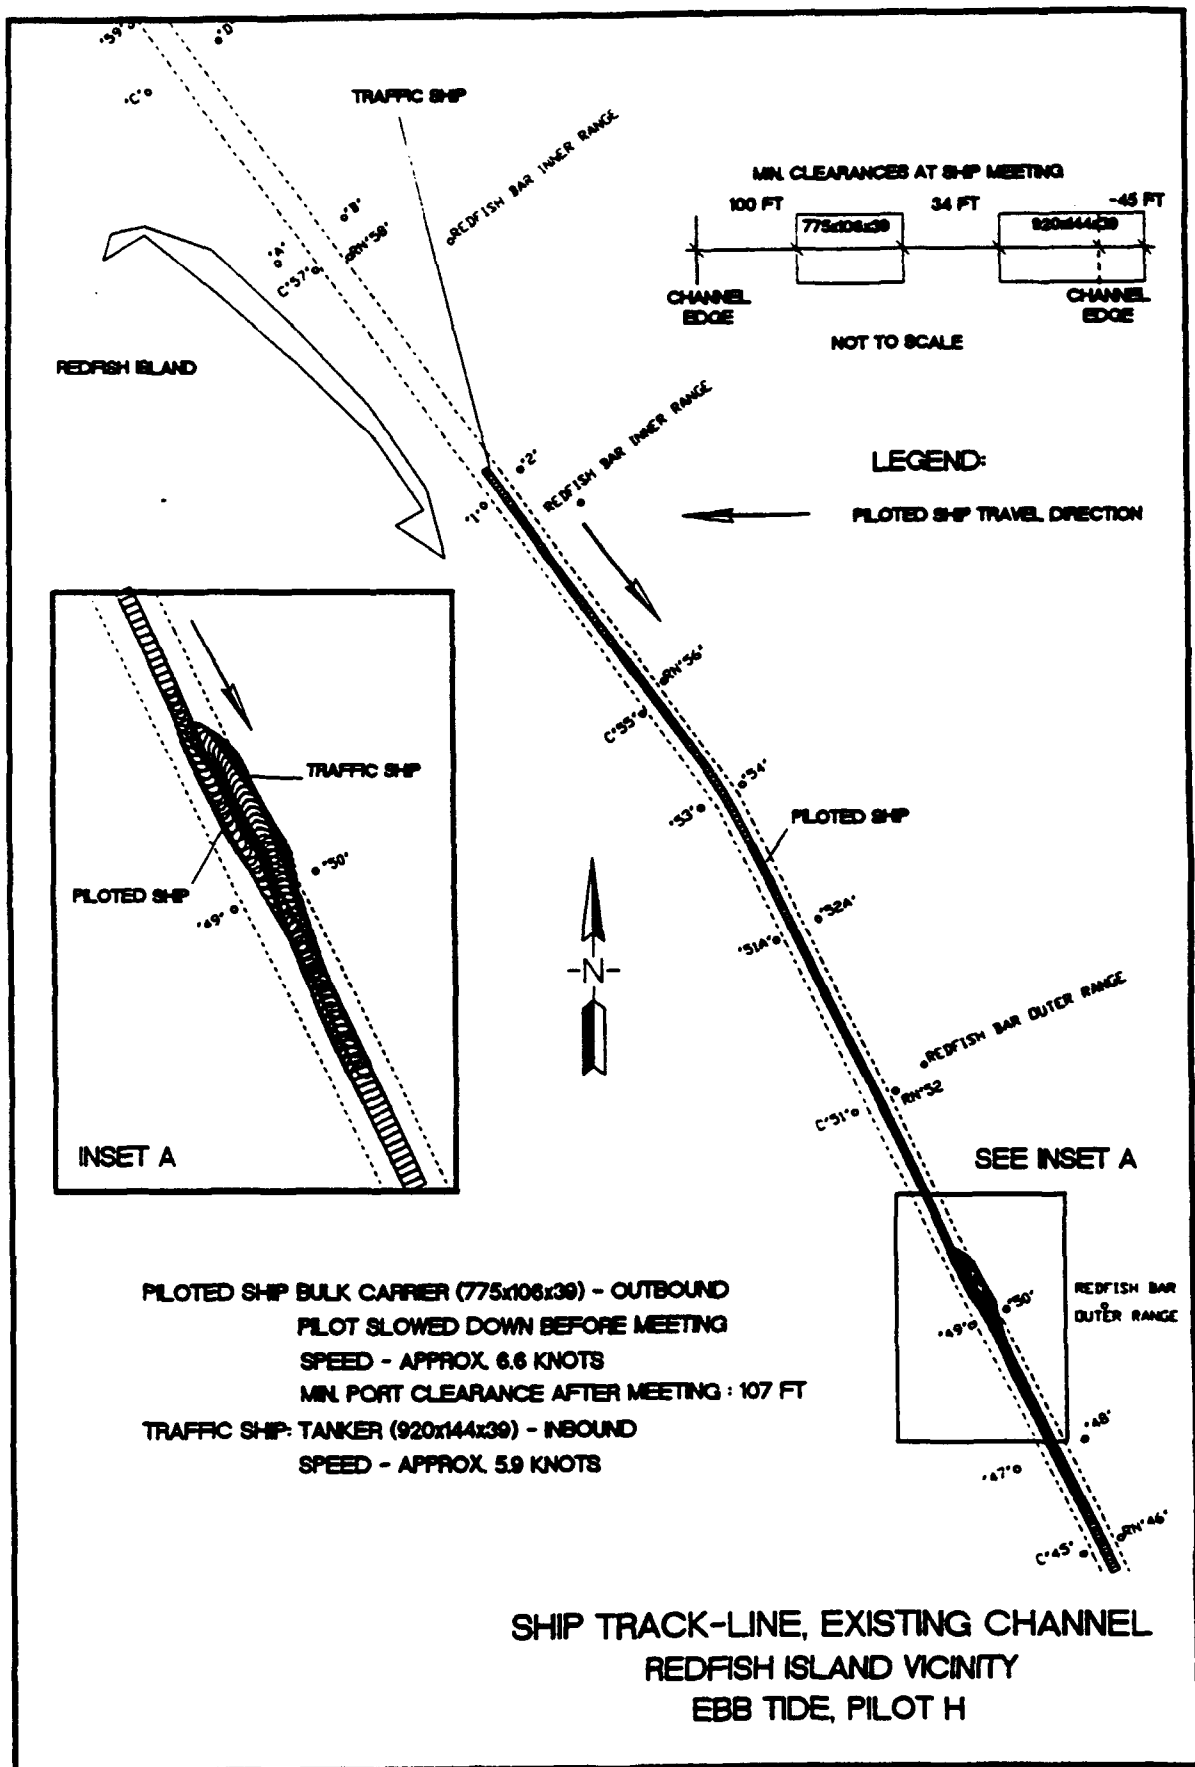 "59"
"D"
"C"
TRAFFIC SHIP
REDFISH BAR INNER RANGE
MIN. CLEARANCES AT SHIP MEETING
100 FT
34 FT
-45 FT
775x106x39
920x144x39
CHANNEL
EDGE
CHANNEL
EDGE
NOT TO SCALE
"B"
RN"58"
"A"
C"57"
REDFISH ISLAND
"2"
REDFISH BAR INNER RANGE
"1"
LEGEND:
PILOTED SHIP TRAVEL DIRECTION
RN"56"
C"55"
"54"
"53"
PILOTED SHIP
"52A"
"51A"
TRAFFIC SHIP
PILOTED SHIP
"50"
"49"
INSET A
-N-
REDFISH BAR OUTER RANGE
RN"52
C"51"
SEE INSET A
REDFISH BAR
OUTER RANGE
"50"
"49"
"48"
"47"
RN"46"
C"45"
PILOTED SHIP BULK CARRIER (775x106x39) - OUTBOUND
PILOT SLOWED DOWN BEFORE MEETING
SPEED - APPROX. 6.6 KNOTS
MIN. PORT CLEARANCE AFTER MEETING : 107 FT
TRAFFIC SHIP: TANKER (920x144x39) - INBOUND
SPEED - APPROX. 5.9 KNOTS
SHIP TRACK-LINE, EXISTING CHANNEL
REDFISH ISLAND VICINITY
EBB TIDE, PILOT H